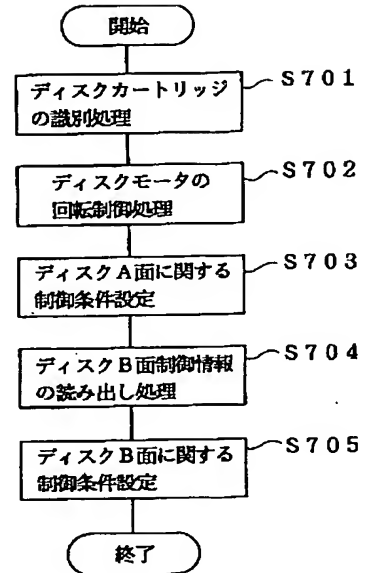 開始
S701
ディスクカートリッジ
の識別処理
S702
ディスクモータの
回転制御処理
S703
ディスクA面に関する
制御条件設定
S704
ディスクB面制御情報
の読み出し処理
S705
ディスクB面に関する
制御条件設定
終了